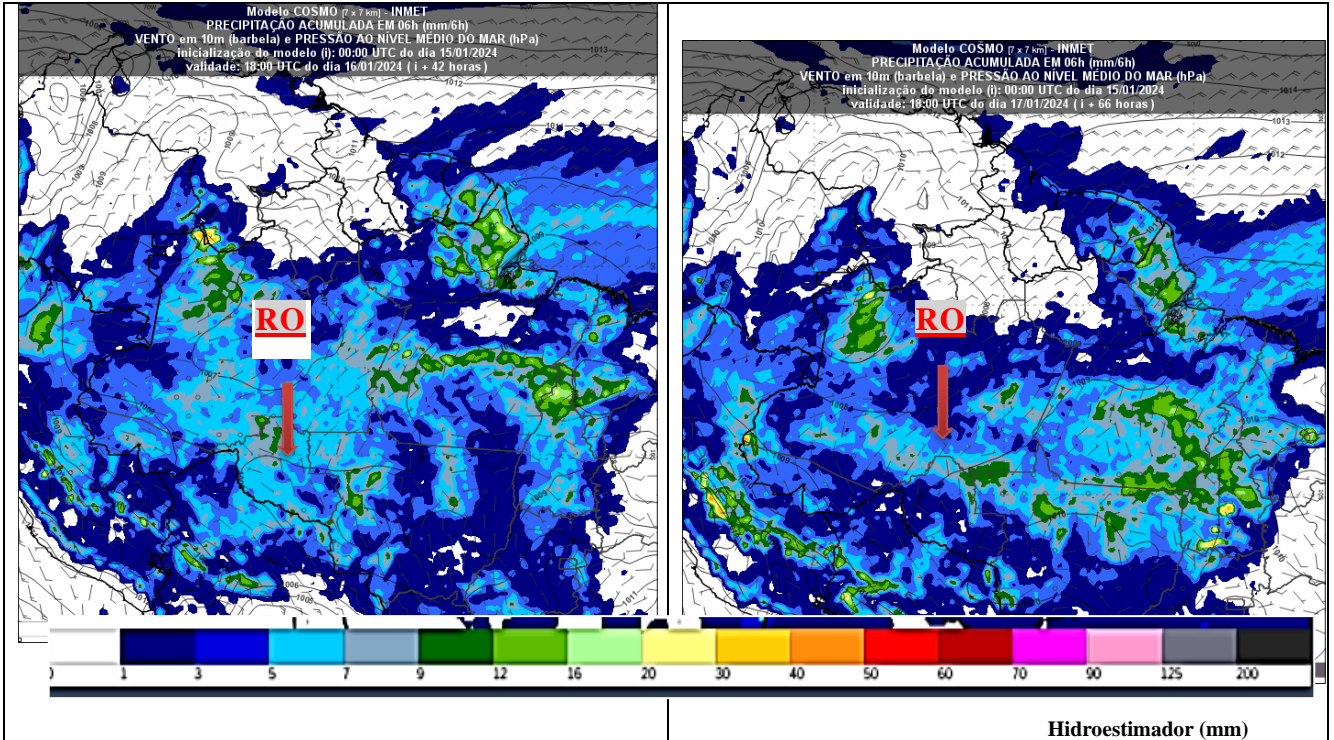 Modelo COSMO [7 x 7 km] - INMET
PRECIPITAÇÃO ACUMULADA EM 06h (mm/6h)
VENTO em 10m (barbela) e PRESSÃO AO NÍVEL MÉDIO DO MAR (hPa)
inicialização do modelo (i): 00:00 UTC do dia 15/01/2024
validade: 18:00 UTC do dia 16/01/2024 ( i + 42 horas )
RO
Modelo COSMO [7 x 7 km] - INMET
PRECIPITAÇÃO ACUMULADA EM 06h (mm/6h)
VENTO em 10m (barbela) e PRESSÃO AO NÍVEL MÉDIO DO MAR (hPa)
inicialização do modelo (i): 00:00 UTC do dia 15/01/2024
validade: 18:00 UTC do dia 17/01/2024 ( i + 66 horas )
RO
1 3 5 7 9 12 16 20 30 40 50 60 70 90 125 200
Hidroestimador (mm)